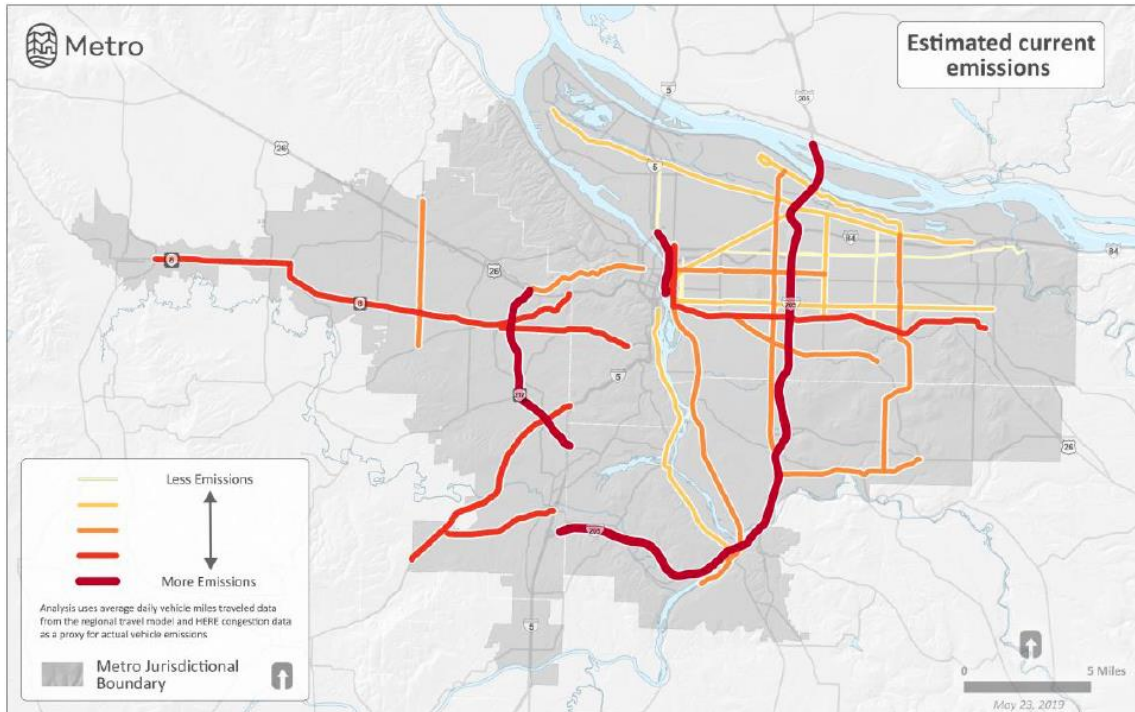 Metro
Estimated current
emissions
5
205
26
5
84
84
26
8
8
205
5
217
26
205
5
Less Emissions
More Emissions
Analysis uses average daily vehicle miles traveled data
from the regional travel model and HERE congestion data
as a proxy for actual vehicle emissions
Metro Jurisdictional
Boundary
0 5 Miles
May 23, 2019